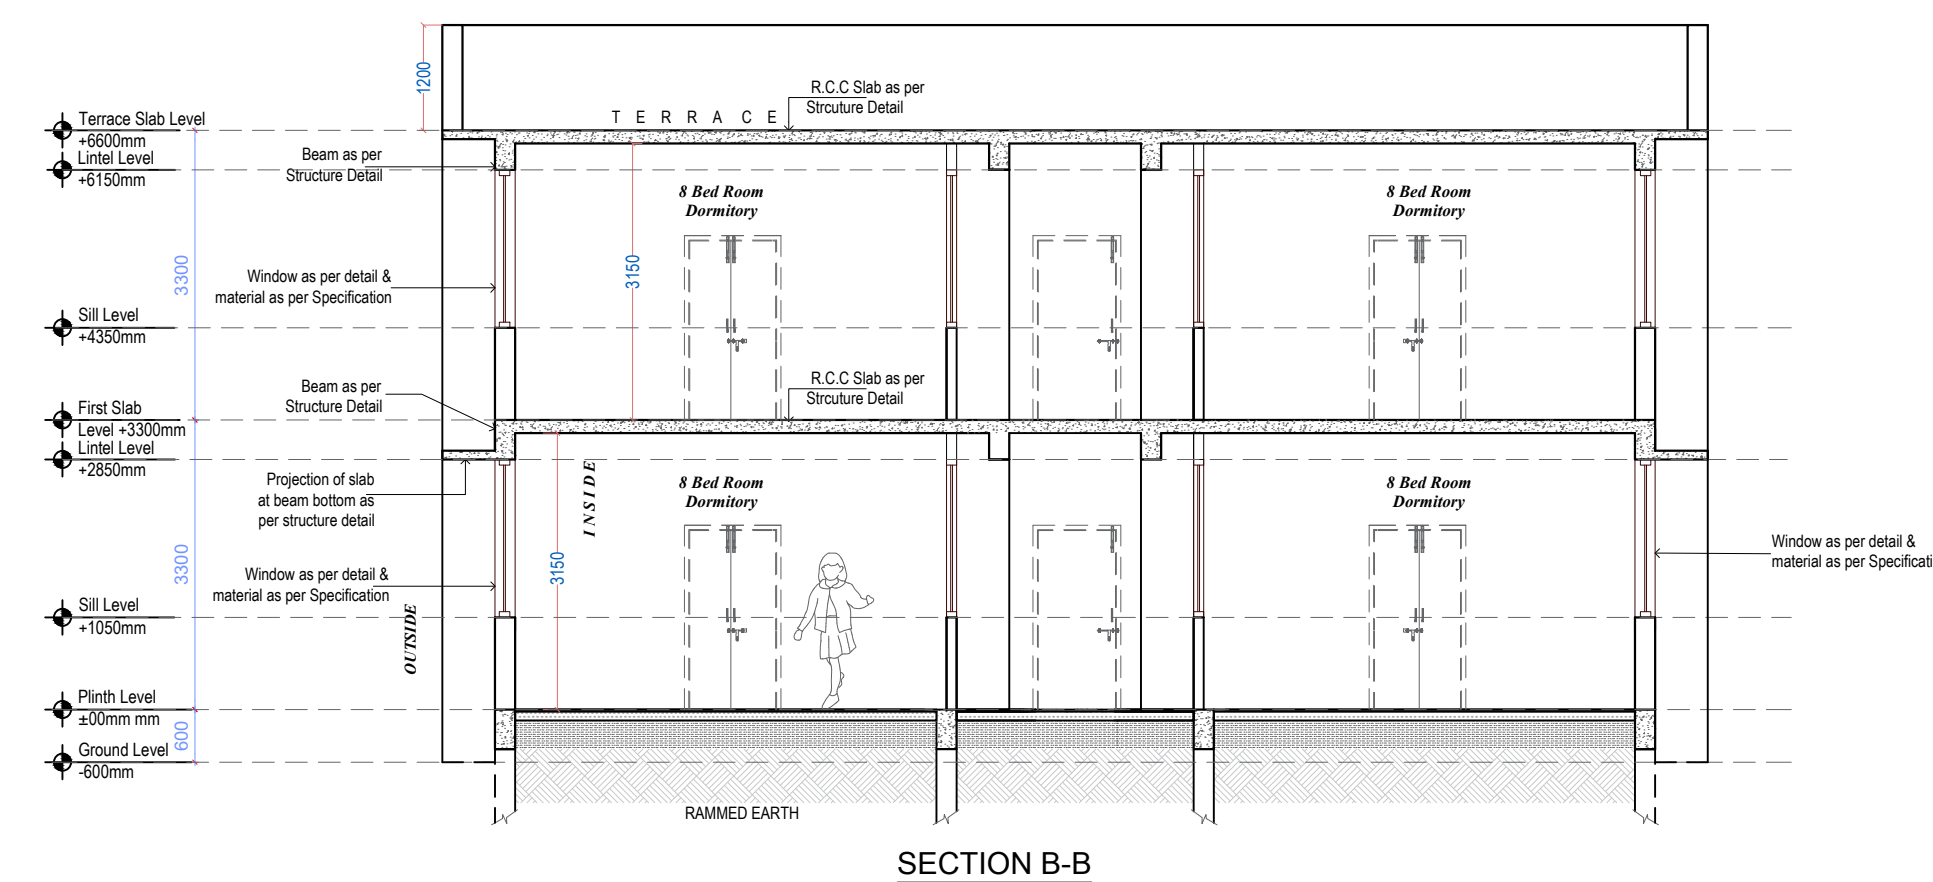 1200
R.C.C Slab as per
Strcuture Detail
T E R R A C E
Terrace Slab Level
+6600mm
Lintel Level
+6150mm
Beam as per
Structure Detail
8 Bed Room
Dormitory
8 Bed Room
Dormitory
3300
3150
Window as per detail &
material as per Specification
Sill Level
+4350mm
Beam as per
Structure Detail
R.C.C Slab as per
Strcuture Detail
First Slab
Level +3300mm
Lintel Level
+2850mm
Projection of slab
at beam bottom as
per structure detail
INSIDE
8 Bed Room
Dormitory
8 Bed Room
Dormitory
3300
3150
Window as per detail &
material as per Specification
Window as per detail &
material as per Specificati
Sill Level
+1050mm
OUTSIDE
Plinth Level
±00mm mm
600
Ground Level
-600mm
RAMMED EARTH
SECTION B-B